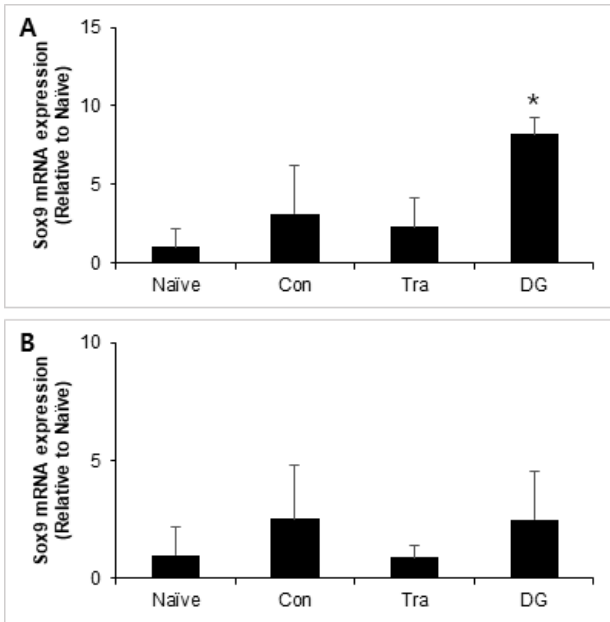 A
Sox9 mRNA expression
(Relative to Naïve)
15
10
5
0
*
Naïve Con Tra DG
B
Sox9 mRNA expression
(Relative to Naïve)
10
5
0
Naïve Con Tra DG